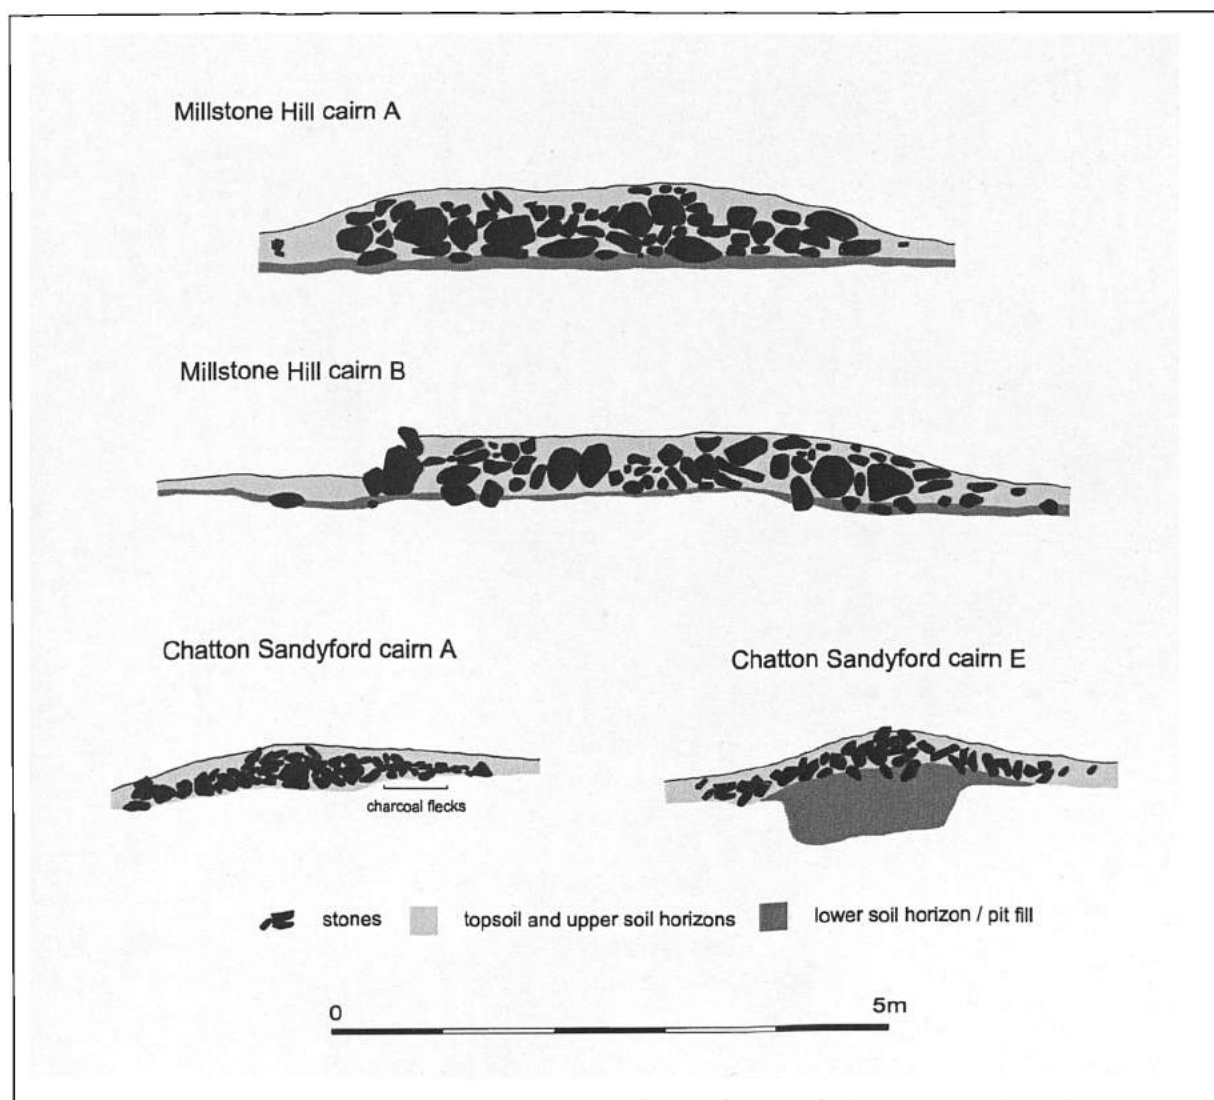 Millstone Hill cairn A
Millstone Hill cairn B
Chatton Sandyford cairn A
Chatton Sandyford cairn E
charcoal flecks
stones topsoil and upper soil horizons lower soil horizon / pit fill
0 5m